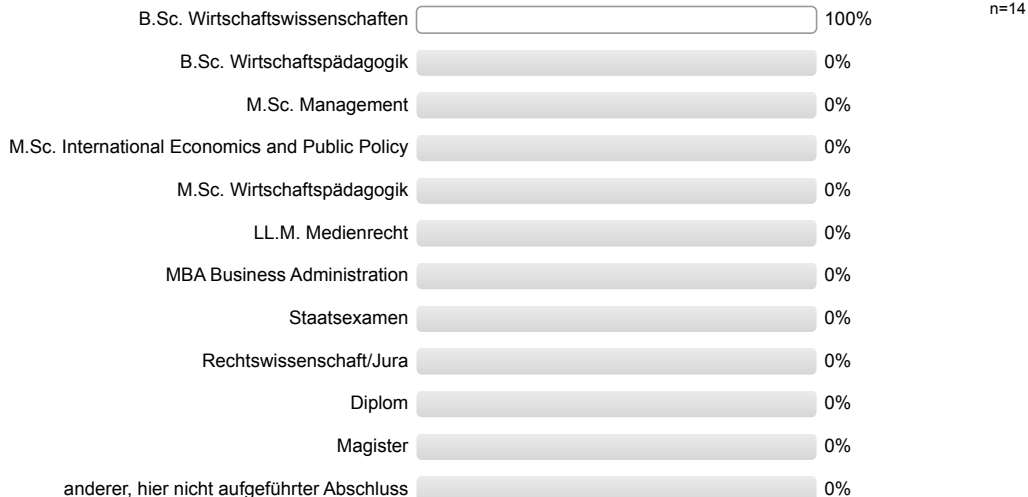 B.Sc. Wirtschaftswissenschaften 100% n=14
B.Sc. Wirtschaftspädagogik 0%
M.Sc. Management 0%
M.Sc. International Economics and Public Policy 0%
M.Sc. Wirtschaftspädagogik 0%
LL.M. Medienrecht 0%
MBA Business Administration 0%
Staatsexamen 0%
Rechtswissenschaft/Jura 0%
Diplom 0%
Magister 0%
anderer, hier nicht aufgeführter Abschluss 0%